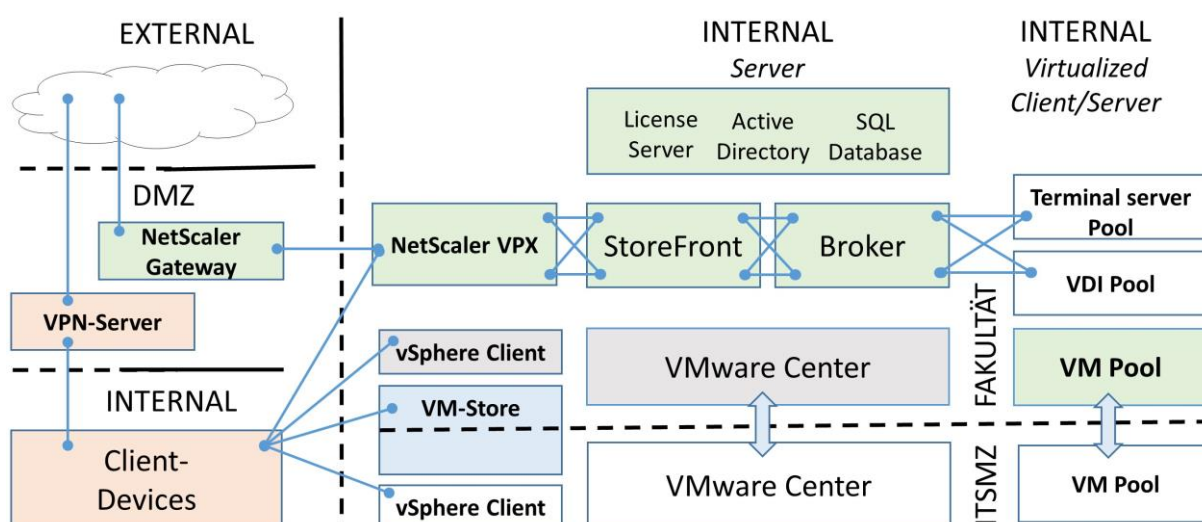 EXTERNAL
INTERNAL
Server
INTERNAL
Virtualized
Client/Server
License
Server
Active
Directory
SQL
Database
DMZ
NetScaler
Gateway
NetScaler VPX
StoreFront
Broker
Terminal server
Pool
VDI Pool
VPN-Server
vSphere Client
VMware Center
VM Pool
FAKULTÄT
INTERNAL
VM-Store
Client-
Devices
vSphere Client
VMware Center
VM Pool
ITSMZ